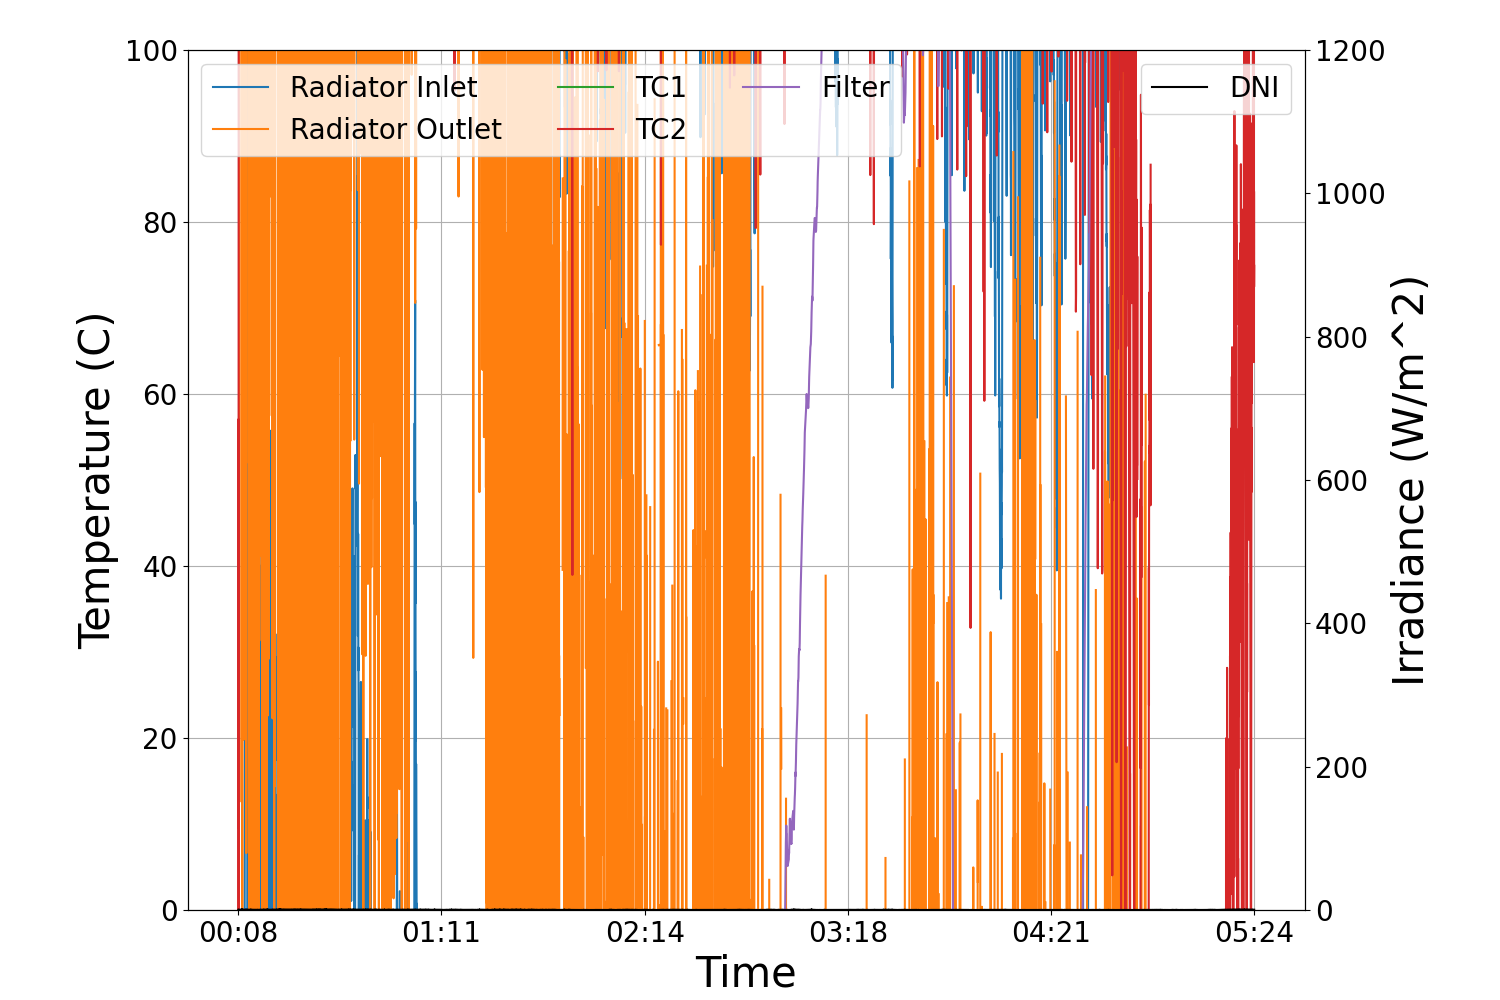 100
80
60
40
20
0
Temperature (C)
Radiator Inlet
Radiator Outlet
TC1
TC2
Filter
DNI
1200
1000
800
600
400
200
0
Irradiance (W/m^2)
00:08
01:11
02:14
03:18
04:21
05:24
Time